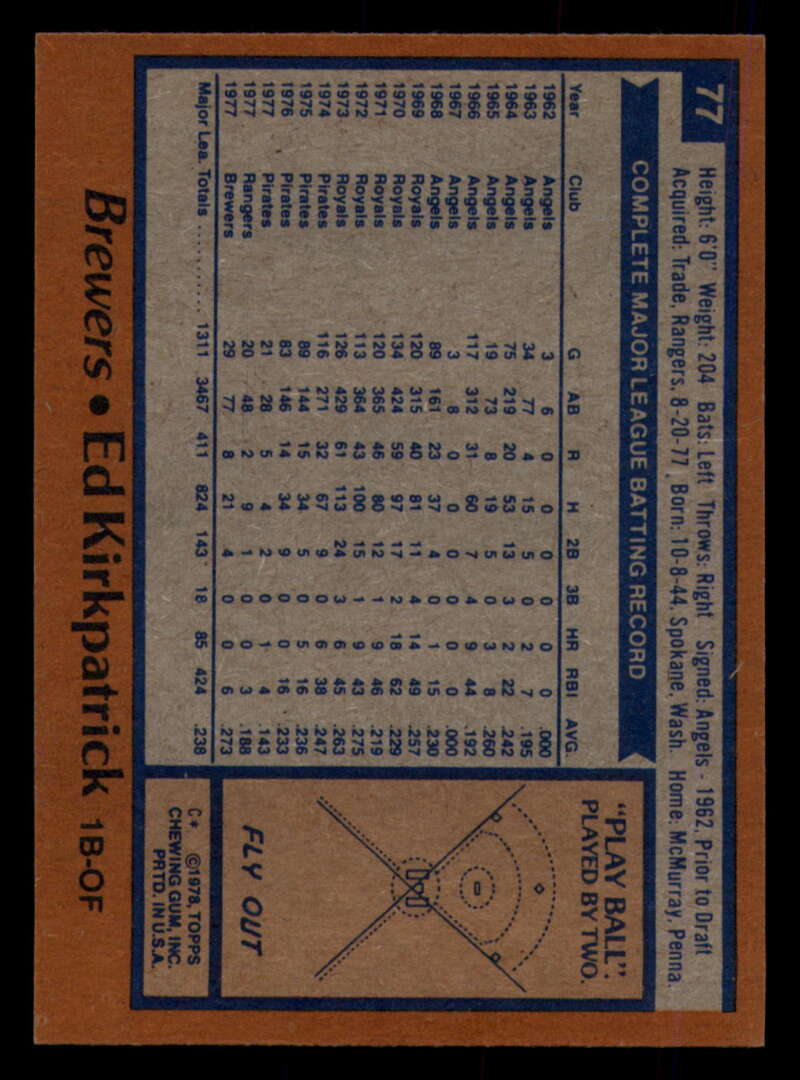 77
Height: 6'0" Weight: 204 Bats: Left Throws: Right Signed: Angels - 1962, Prior to Draft
Acquired: Trade, Rangers, 8-20-77 Born: 10-8-44, Spokane, Wash. Home: McMurray, Penna.
COMPLETE MAJOR LEAGUE BATTING RECORD
Year Club G AB R H 2B 3B HR RBI AVG.
1962 Angels 3 6 0 0 0 0 0 0 .000
1963 Angels 34 77 4 15 5 0 2 7 .195
1964 Angels 75 219 20 53 13 3 2 22 .242
1965 Angels 19 73 8 19 5 0 3 8 .260
1966 Angels 117 312 31 60 7 4 9 44 .192
1967 Angels 3 8 0 0 0 0 0 0 .000
1968 Angels 89 161 23 37 4 0 1 15 .230
1969 Royals 120 315 40 81 11 4 14 49 .257
1970 Royals 134 424 59 97 17 2 18 62 .229
1971 Royals 120 365 46 80 12 1 9 46 .219
1972 Royals 113 364 43 100 15 1 9 43 .275
1973 Royals 126 429 61 113 24 3 6 45 .263
1974 Pirates 116 271 32 67 9 0 6 38 .247
1975 Pirates 89 144 15 34 5 0 5 16 .236
1976 Pirates 83 146 14 34 9 0 0 16 .233
1977 Pirates 21 28 5 4 2 0 1 4 .143
1977 Rangers 20 48 2 9 1 0 0 3 .188
1977 Brewers 29 77 8 21 4 0 0 6 .273
Major Lea. Totals ........... 1311 3467 411 824 143 18 85 424 .238
"PLAY BALL":
PLAYED BY TWO.
FLY OUT
C* ©1978, TOPPS
CHEWING GUM, INC.
PRTD. IN U.S.A.
Brewers • Ed Kirkpatrick 1B-OF